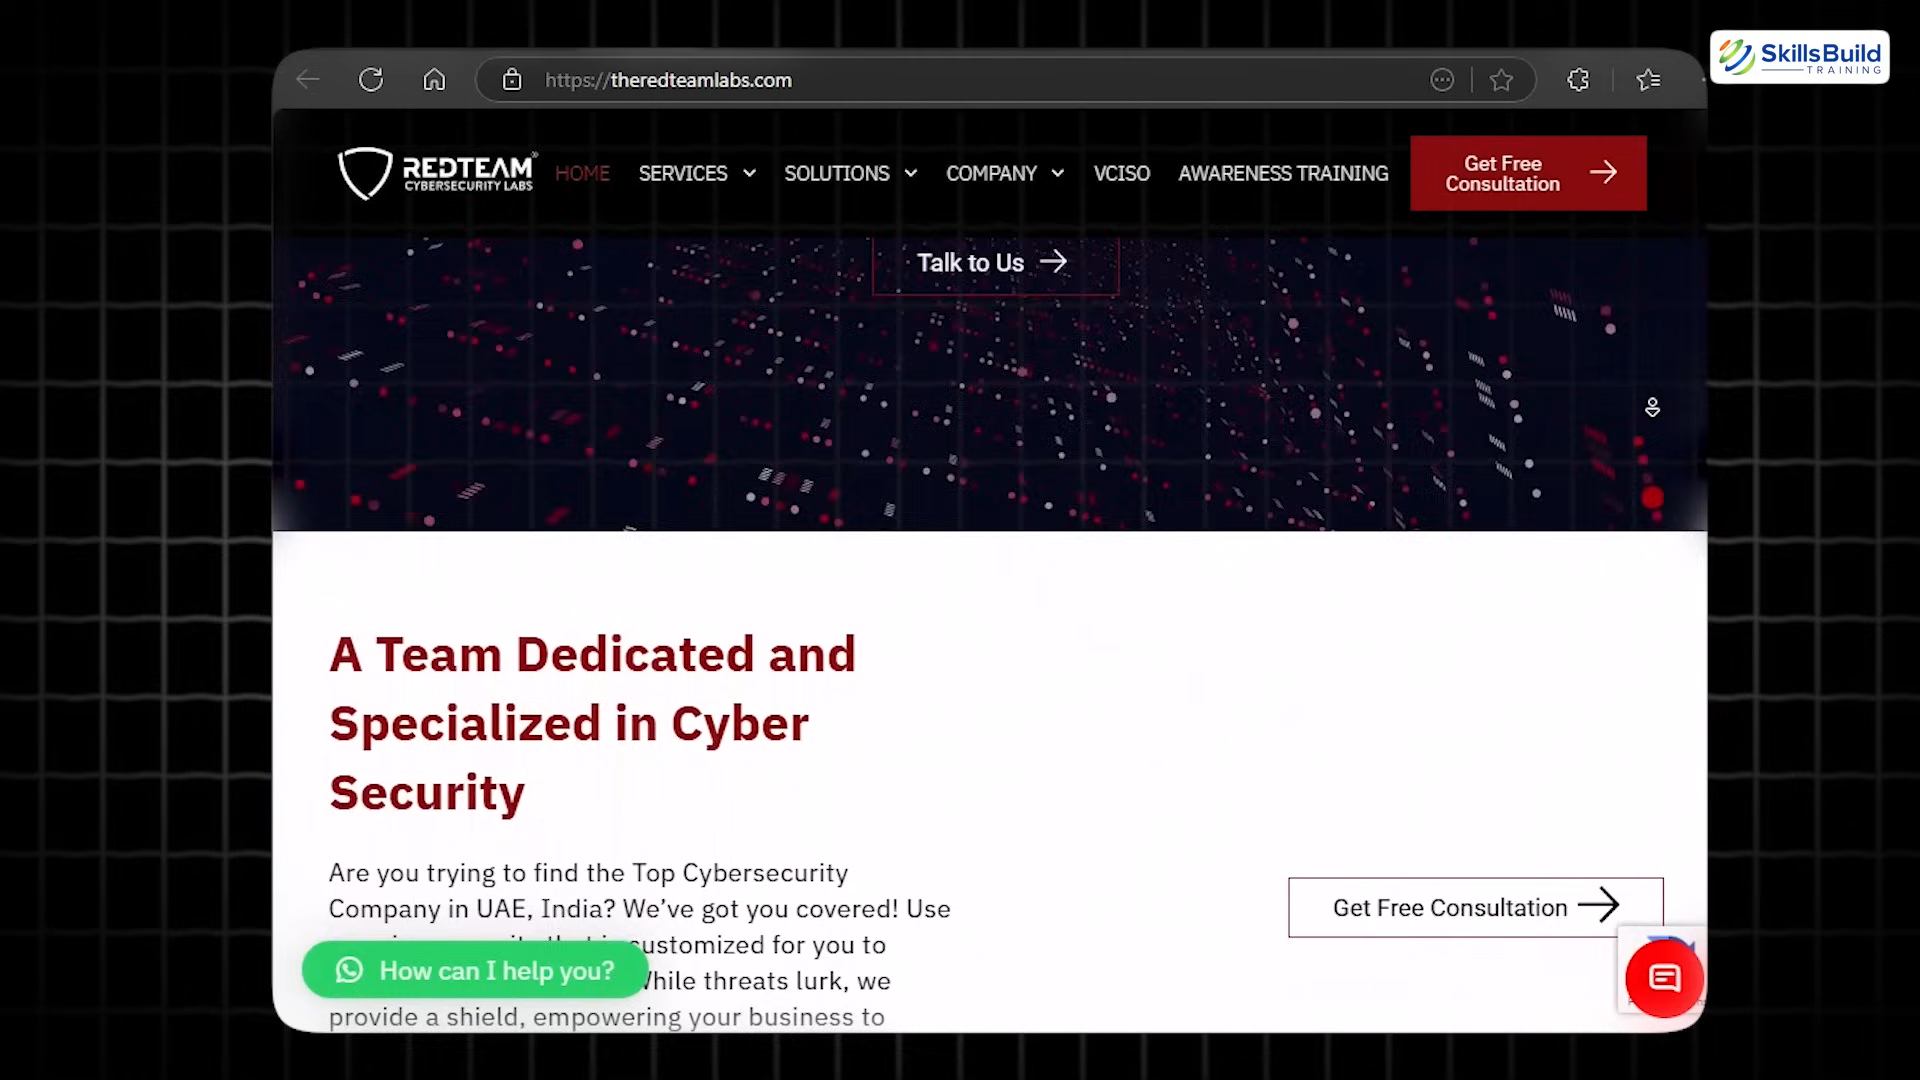 SkillsBuild
TRAINING
https://theredteamlabs.com
REDTEAM
CYBERSECURITY LABS
HOME
SERVICES
SOLUTIONS
COMPANY
VCISO
AWARENESS TRAINING
Get Free
Consultation
Talk to Us
A Team Dedicated and
Specialized in Cyber
Security
Are you trying to find the Top Cybersecurity
Company in UAE, India? We’ve got you covered! Use
customized for you to
While threats lurk, we
provide a shield, empowering your business to
How can I help you?
Get Free Consultation